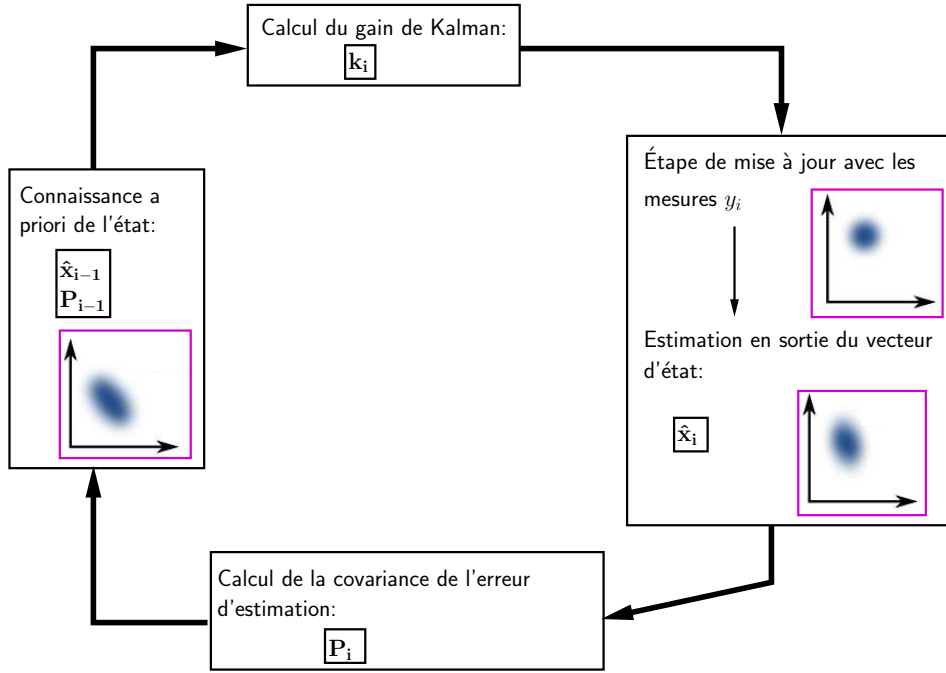 Calcul du gain de Kalman:
k_i
Étape de mise à jour avec les
mesures y_i
Estimation en sortie du vecteur
d'état:
x̂_i
Calcul de la covariance de l'erreur
d'estimation:
P_i
Connaissance a
priori de l'état:
x̂_{i−1}
P_{i−1}